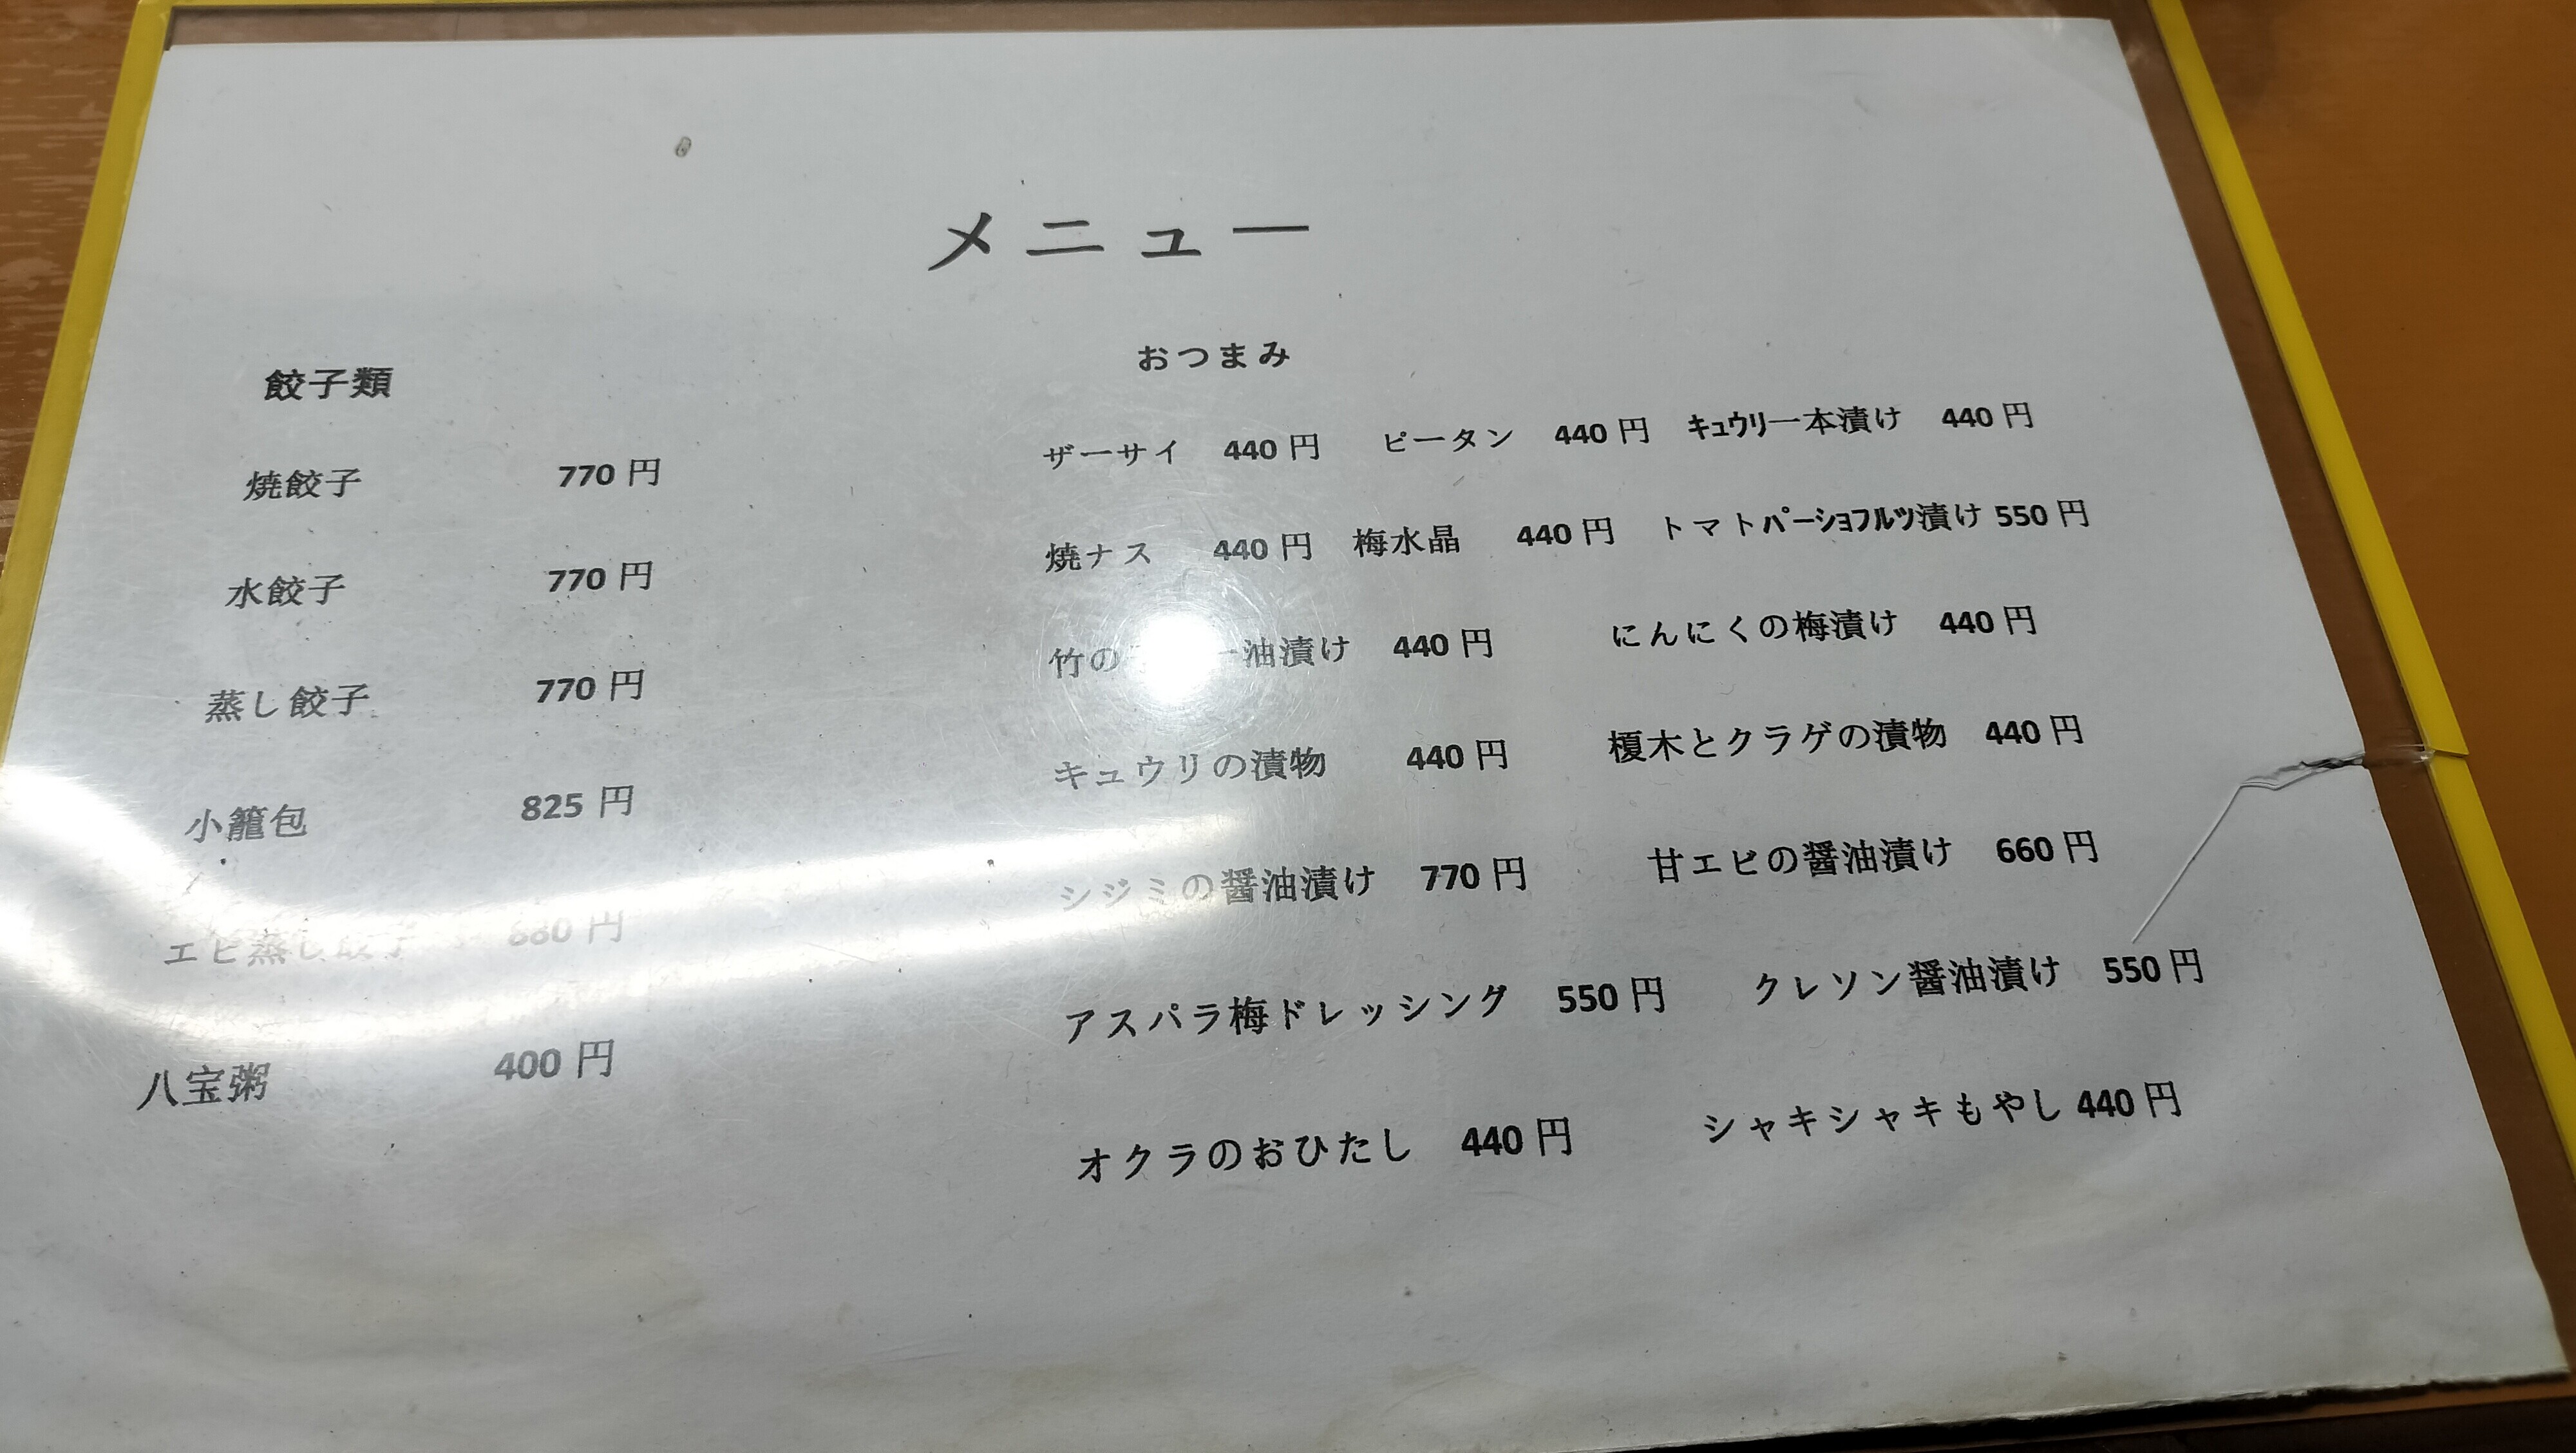 メニュー
餃子類
焼餃子 770円
水餃子 770円
蒸し餃子 770円
小籠包 825円
エビ蒸し餃子 円
八宝粥 400円
おつまみ
ザーサイ 440円 ピータン 440円 ｷｭｳﾘ一本漬け 440円
焼ナス 440円 梅水晶 440円 トマトﾊﾟｰｼｮﾌﾙﾂ漬け 550円
竹の 油漬け 440円 にんにくの梅漬け 440円
キュウリの漬物 440円 榎木とクラゲの漬物 440円
シジミの醤油漬け 770円 甘エビの醤油漬け 660円
アスパラ梅ドレッシング 550円 クレソン醤油漬け 550円
オクラのおひたし 440円 シャキシャキもやし 440円